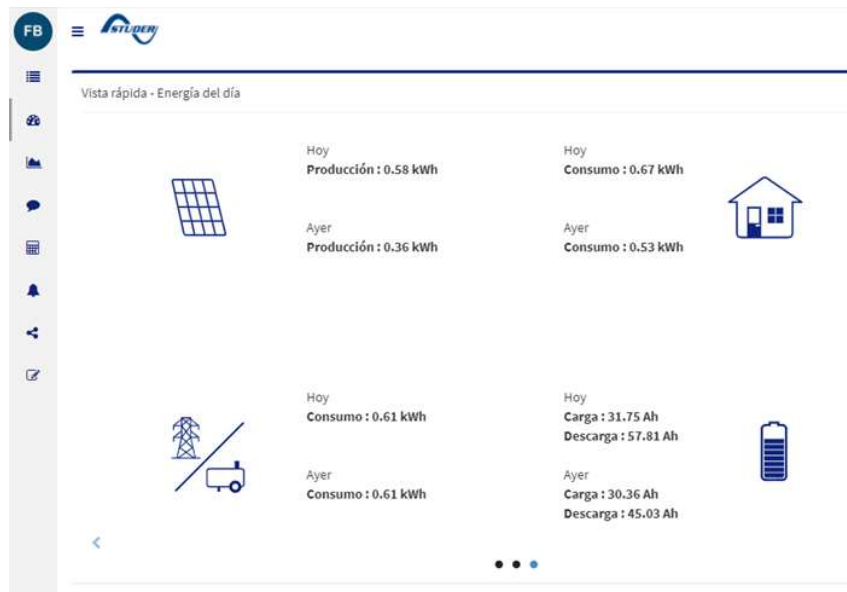 FB
STUDER
Vista rápida - Energía del día
Hoy
Producción : 0.58 kWh
Hoy
Consumo : 0.67 kWh
Ayer
Producción : 0.36 kWh
Ayer
Consumo : 0.53 kWh
Hoy
Consumo : 0.61 kWh
Hoy
Carga : 31.75 Ah
Descarga : 57.81 Ah
Ayer
Consumo : 0.61 kWh
Ayer
Carga : 30.36 Ah
Descarga : 45.03 Ah